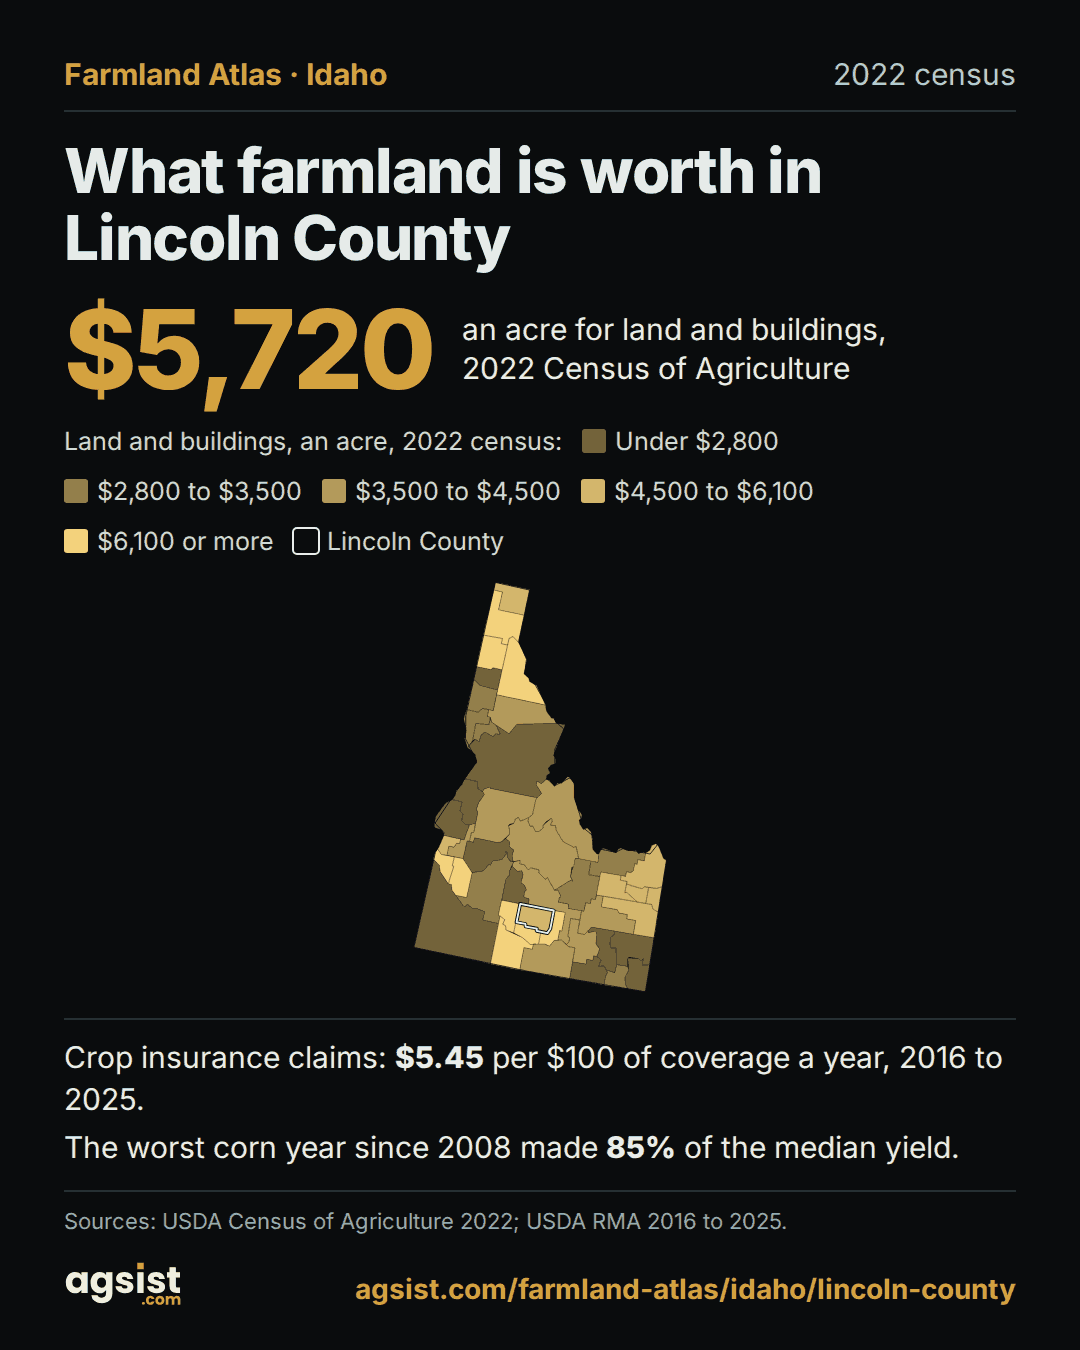 Farmland Atlas · Idaho
2022 census
What farmland is worth in
Lincoln County
$5,720
an acre for land and buildings,
2022 Census of Agriculture
Land and buildings, an acre, 2022 census: Under $2,800
$2,800 to $3,500 $3,500 to $4,500 $4,500 to $6,100
$6,100 or more Lincoln County
Crop insurance claims: $5.45 per $100 of coverage a year, 2016 to
2025.
The worst corn year since 2008 made 85% of the median yield.
Sources: USDA Census of Agriculture 2022; USDA RMA 2016 to 2025.
agsist
.com
agsist.com/farmland-atlas/idaho/lincoln-county